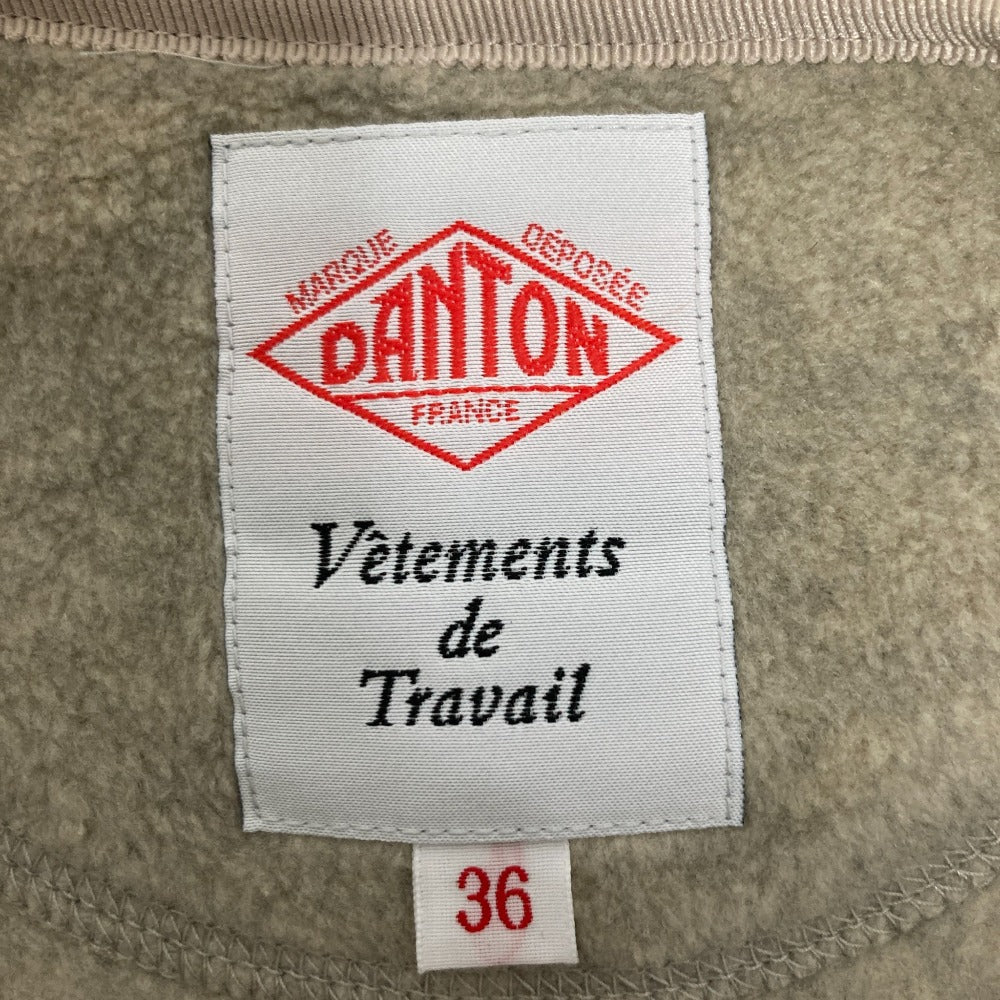 MARQUE DÉPOSÉE
DANTON
FRANCE
Vêtements
de
Travail
36